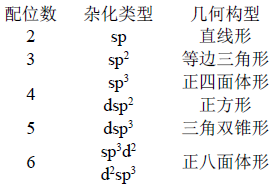 配位数 杂化类型 几何构型
2 sp 直线形
3 sp² 等边三角形
4 sp³ 正四面体形
dsp² 正方形
5 dsp³ 三角双锥形
6 sp³d² 正八面体形
d²sp³